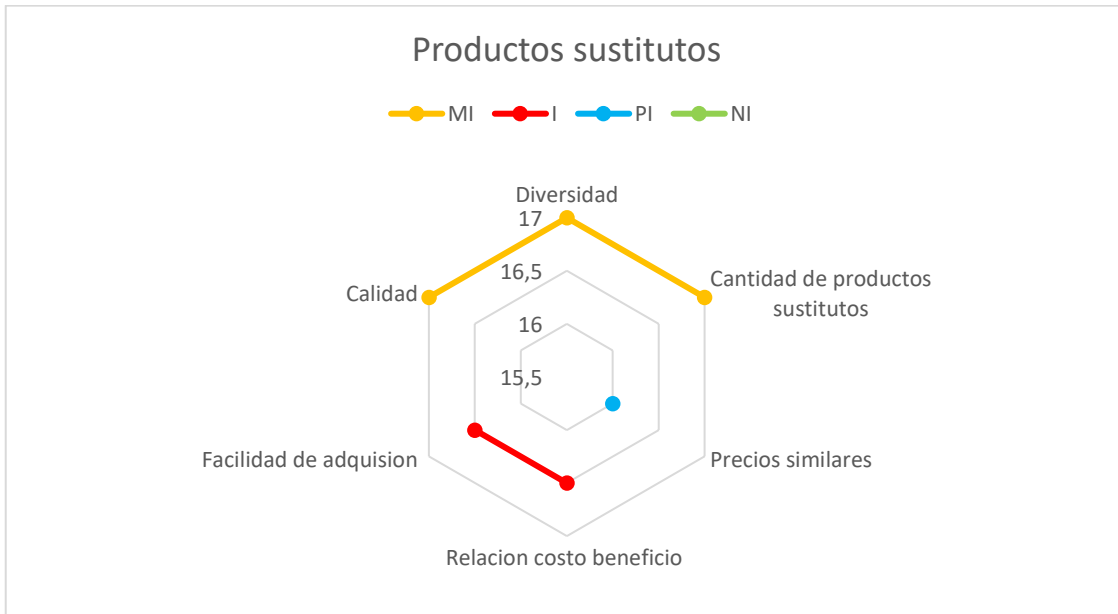 Productos sustitutos
MI I PI NI
Diversidad
17
16,5
16
15,5
Cantidad de productos
sustitutos
Precios similares
Relacion costo beneficio
Facilidad de adquision
Calidad